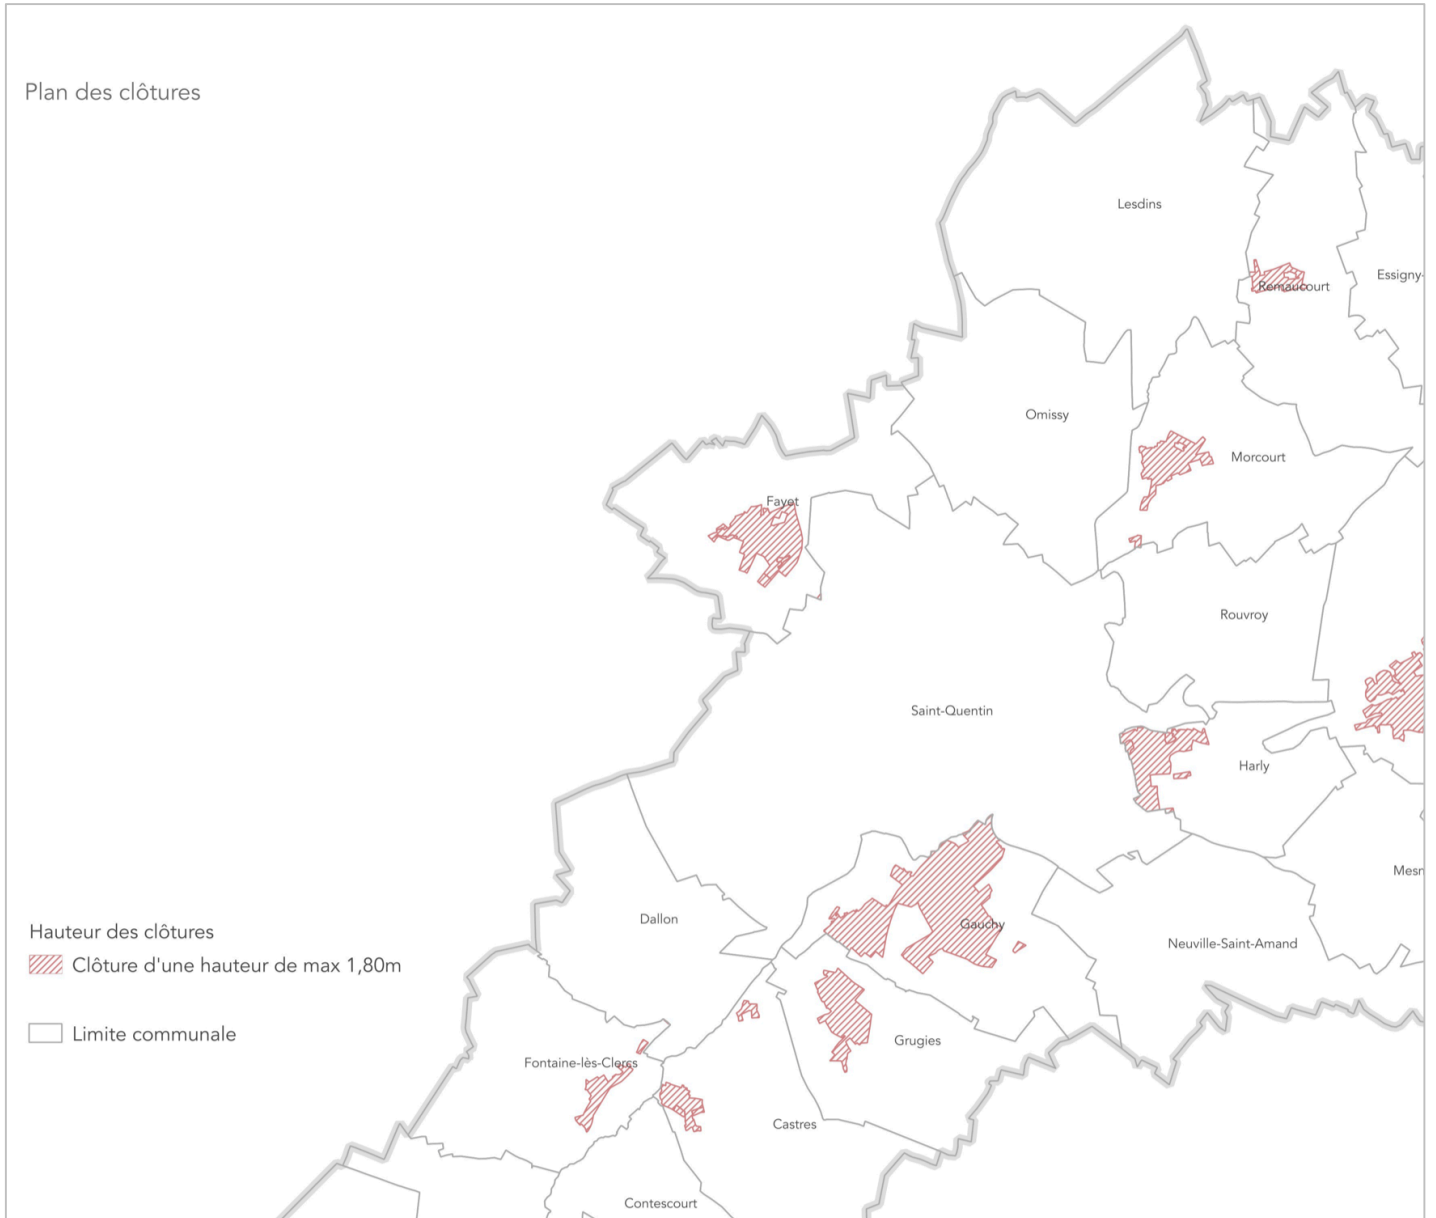 Plan des clôtures
Lesdins
Essigny-
Remaucourt
Omissy
Morcourt
Fayet
Rouvroy
Saint-Quentin
Harly
Mesn
Dallon
Gauchy
Neuville-Saint-Amand
Hauteur des clôtures
Clôture d'une hauteur de max 1,80m
Limite communale
Grugies
Fontaine-lès-Clercs
Castres
Contescourt